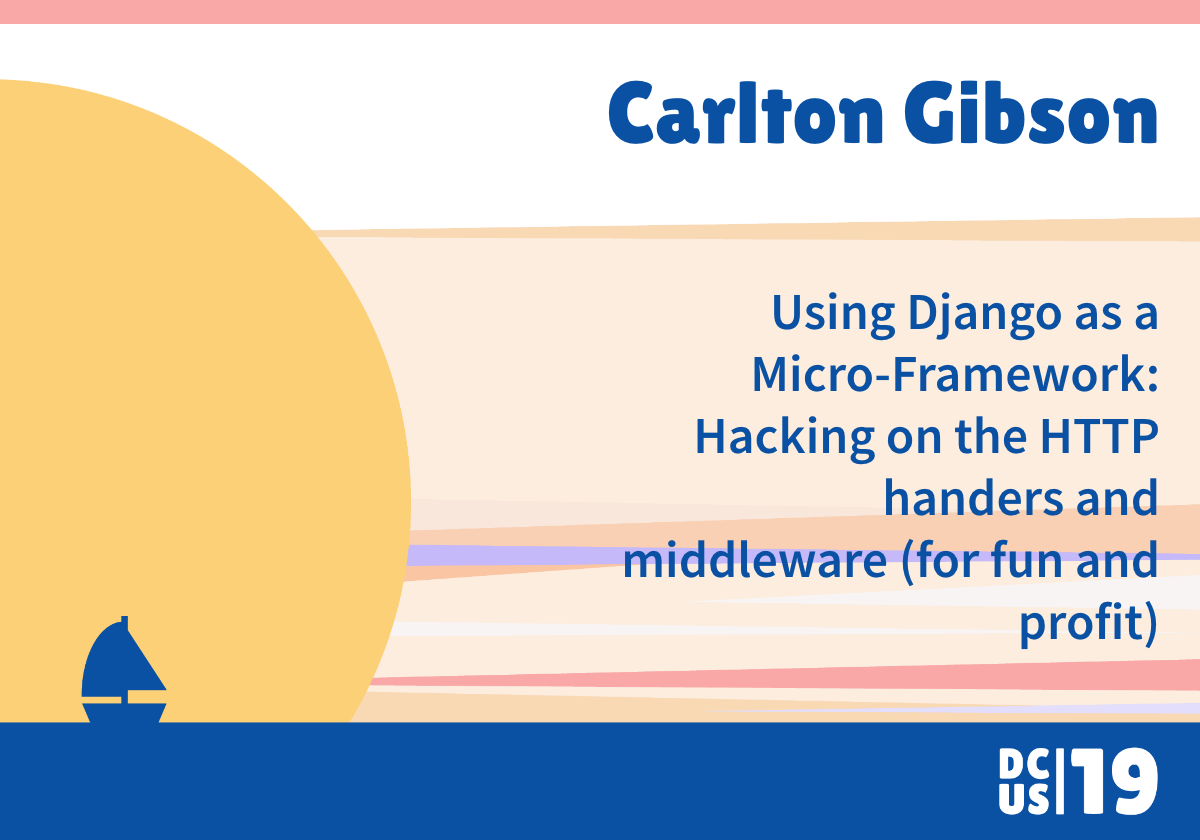 Carlton Gibson
Using Django as a
Micro-Framework:
Hacking on the HTTP
handers and
middleware (for fun and
profit)
DC
US
19